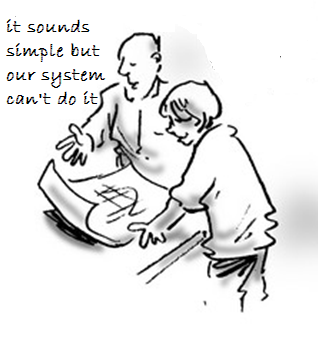 it sounds
simple but
our system
can't do it